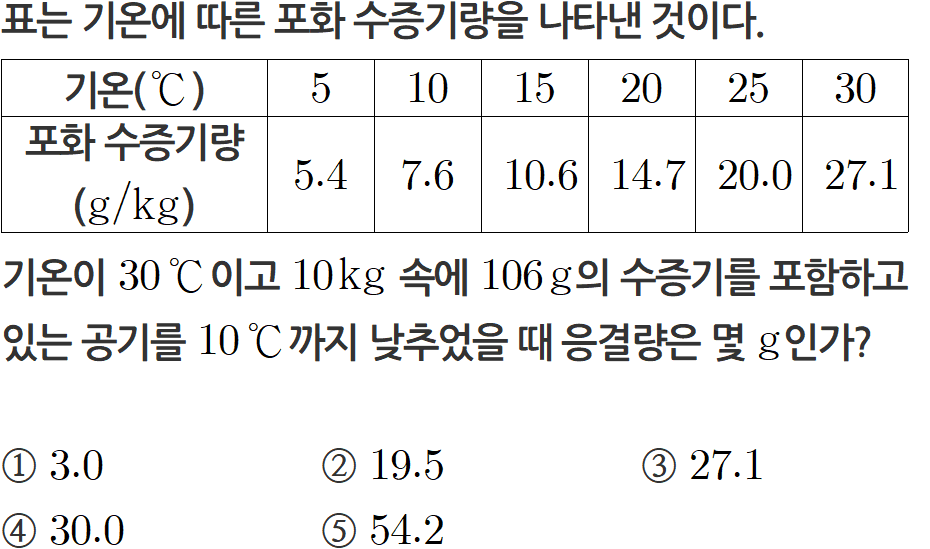 표는 기온에 따른 포화 수증기량을 나타낸 것이다.
기온(℃) 5 10 15 20 25 30
포화 수증기량
(g/kg) 5.4 7.6 10.6 14.7 20.0 27.1
기온이 30℃이고 10kg 속에 106g의 수증기를 포함하고
있는 공기를 10℃까지 낮추었을 때 응결량은 몇 g인가?
① 3.0 ② 19.5 ③ 27.1
④ 30.0 ⑤ 54.2